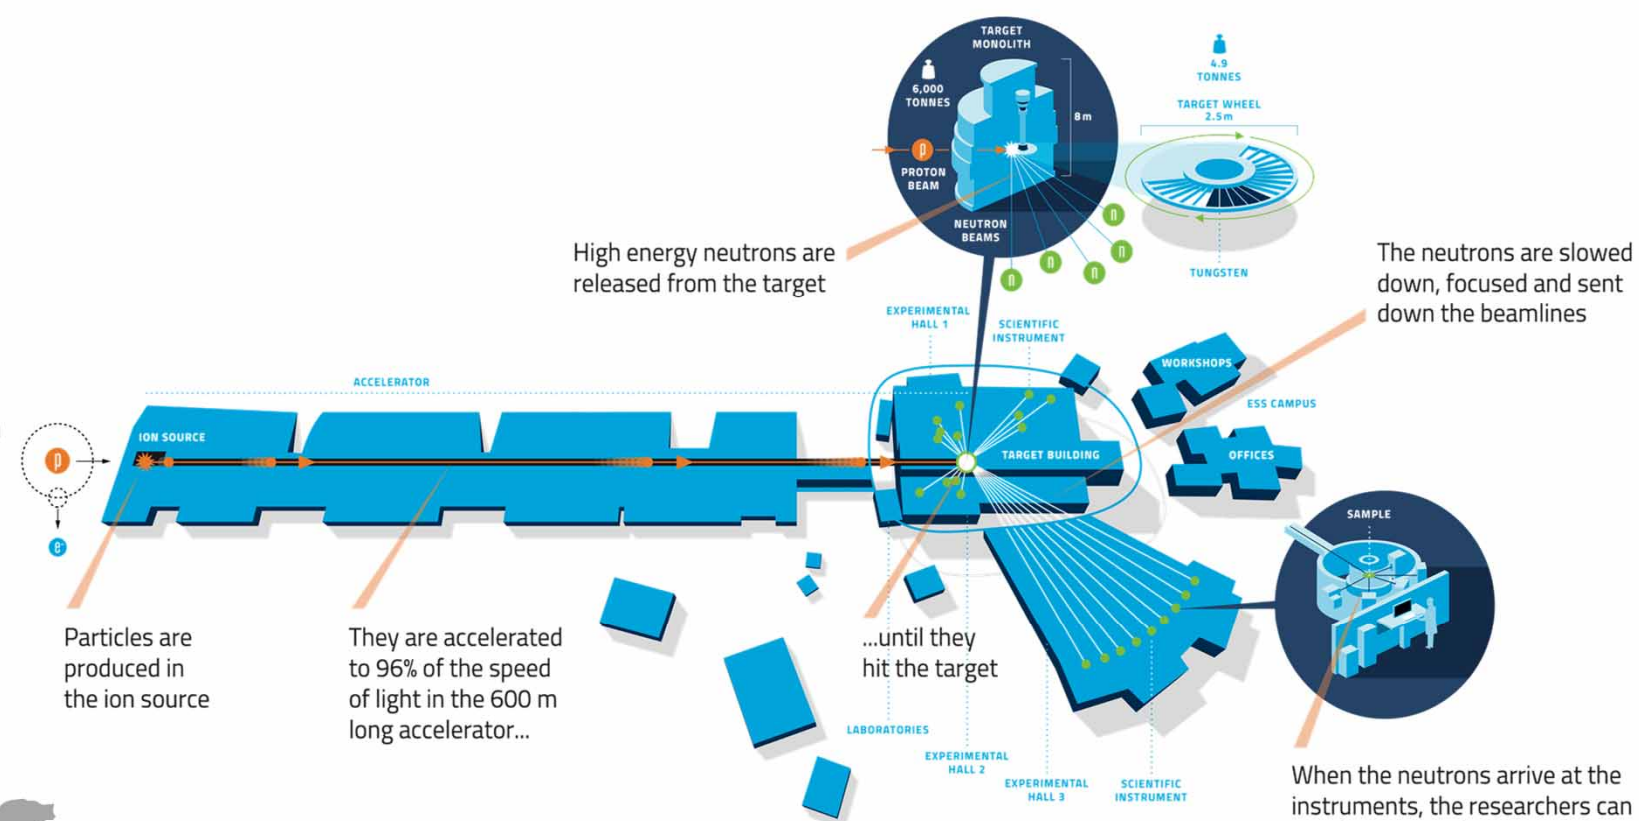 TARGET
MONOLITH
6,000
TONNES
8m
p
PROTON
BEAM
NEUTRON
BEAMS
n
n
n
n
n
4.9
TONNES
TARGET WHEEL
2.5m
TUNGSTEN
High energy neutrons are
released from the target
The neutrons are slowed
down, focused and sent
down the beamlines
EXPERIMENTAL
HALL 1
SCIENTIFIC
INSTRUMENT
ACCELERATOR
WORKSHOPS
ESS CAMPUS
ION SOURCE
p
e-
TARGET BUILDING
OFFICES
SAMPLE
Particles are
produced in
the ion source
They are accelerated
to 96% of the speed
of light in the 600 m
long accelerator...
...until they
hit the target
LABORATORIES
EXPERIMENTAL
HALL 2
EXPERIMENTAL
HALL 3
SCIENTIFIC
INSTRUMENT
When the neutrons arrive at the
instruments, the researchers can